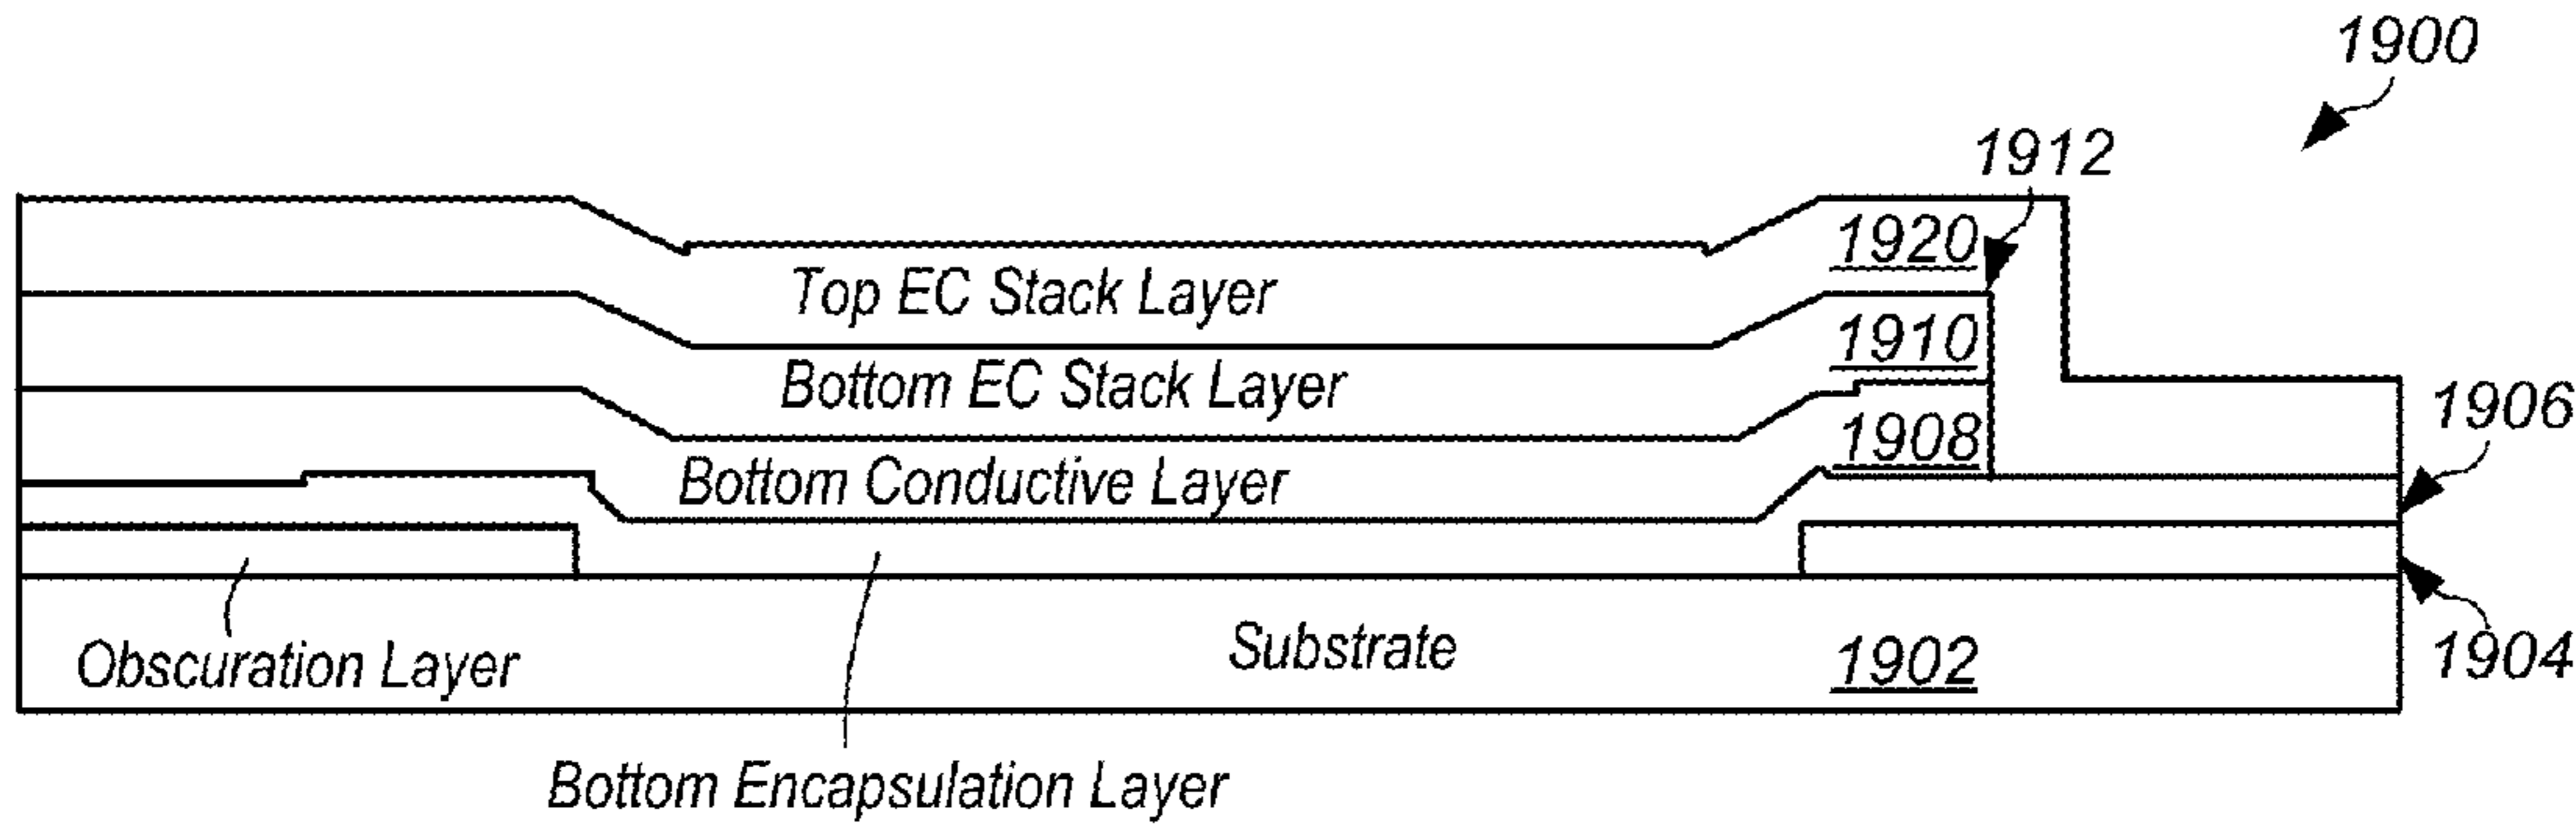 1900
1912
1920
Top EC Stack Layer
1910
Bottom EC Stack Layer
1906
1908
Bottom Conductive Layer
Substrate
1902
1904
Obscuration Layer
Bottom Encapsulation Layer